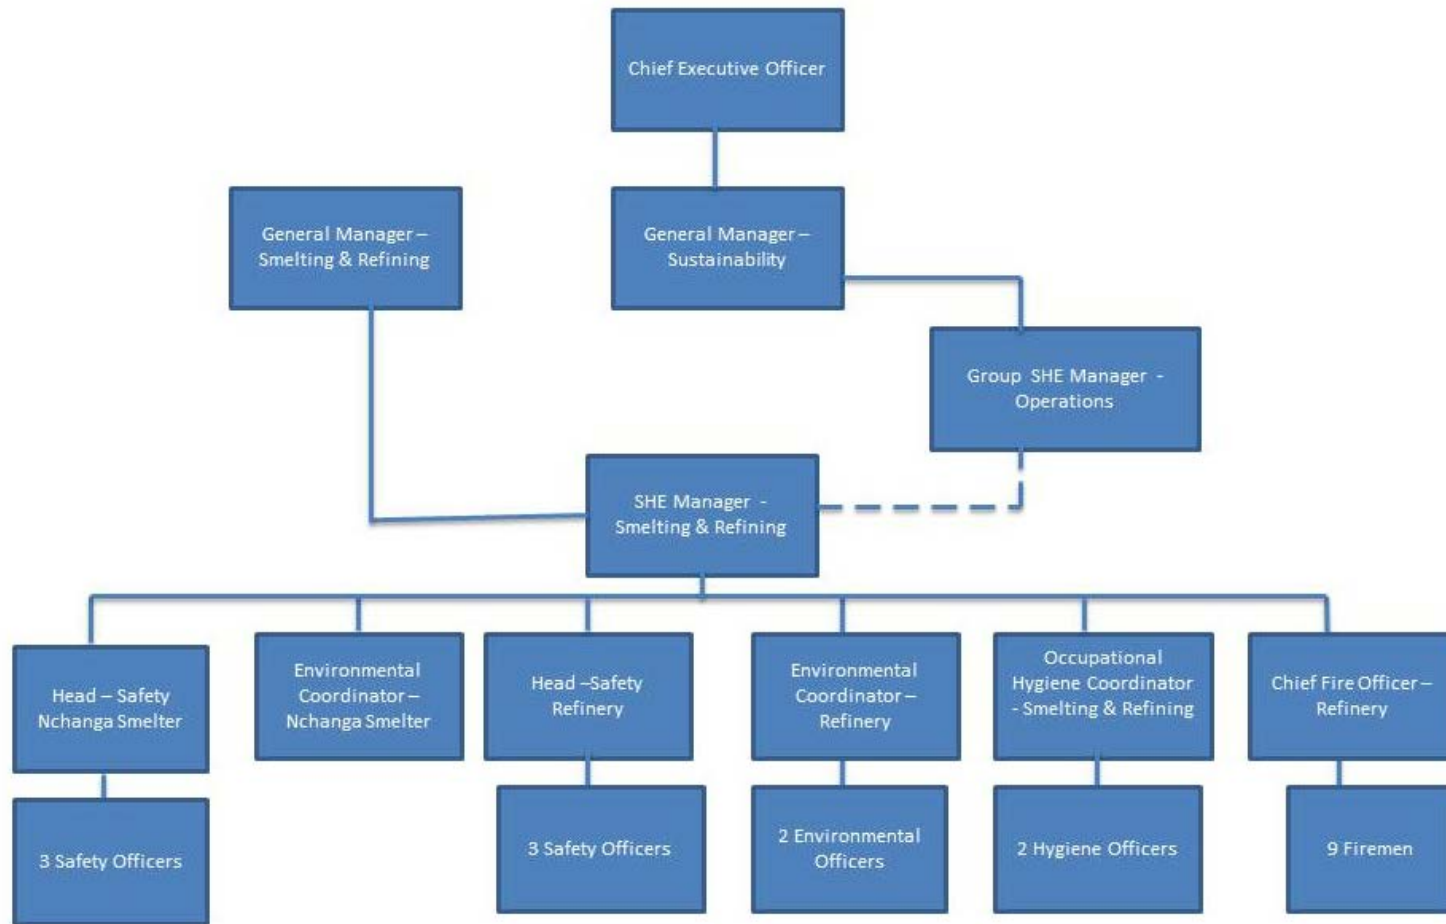 Chief Executive Officer
General Manager –
Smelting & Refining
General Manager –
Sustainability
Group SHE Manager -
Operations
SHE Manager -
Smelting & Refining
Head – Safety
Nchanga Smelter
Environmental
Coordinator –
Nchanga Smelter
Head –Safety
Refinery
Environmental
Coordinator –
Refinery
Occupational
Hygiene Coordinator
- Smelting & Refining
Chief Fire Officer –
Refinery
3 Safety Officers
3 Safety Officers
2 Environmental
Officers
2 Hygiene Officers
9 Firemen